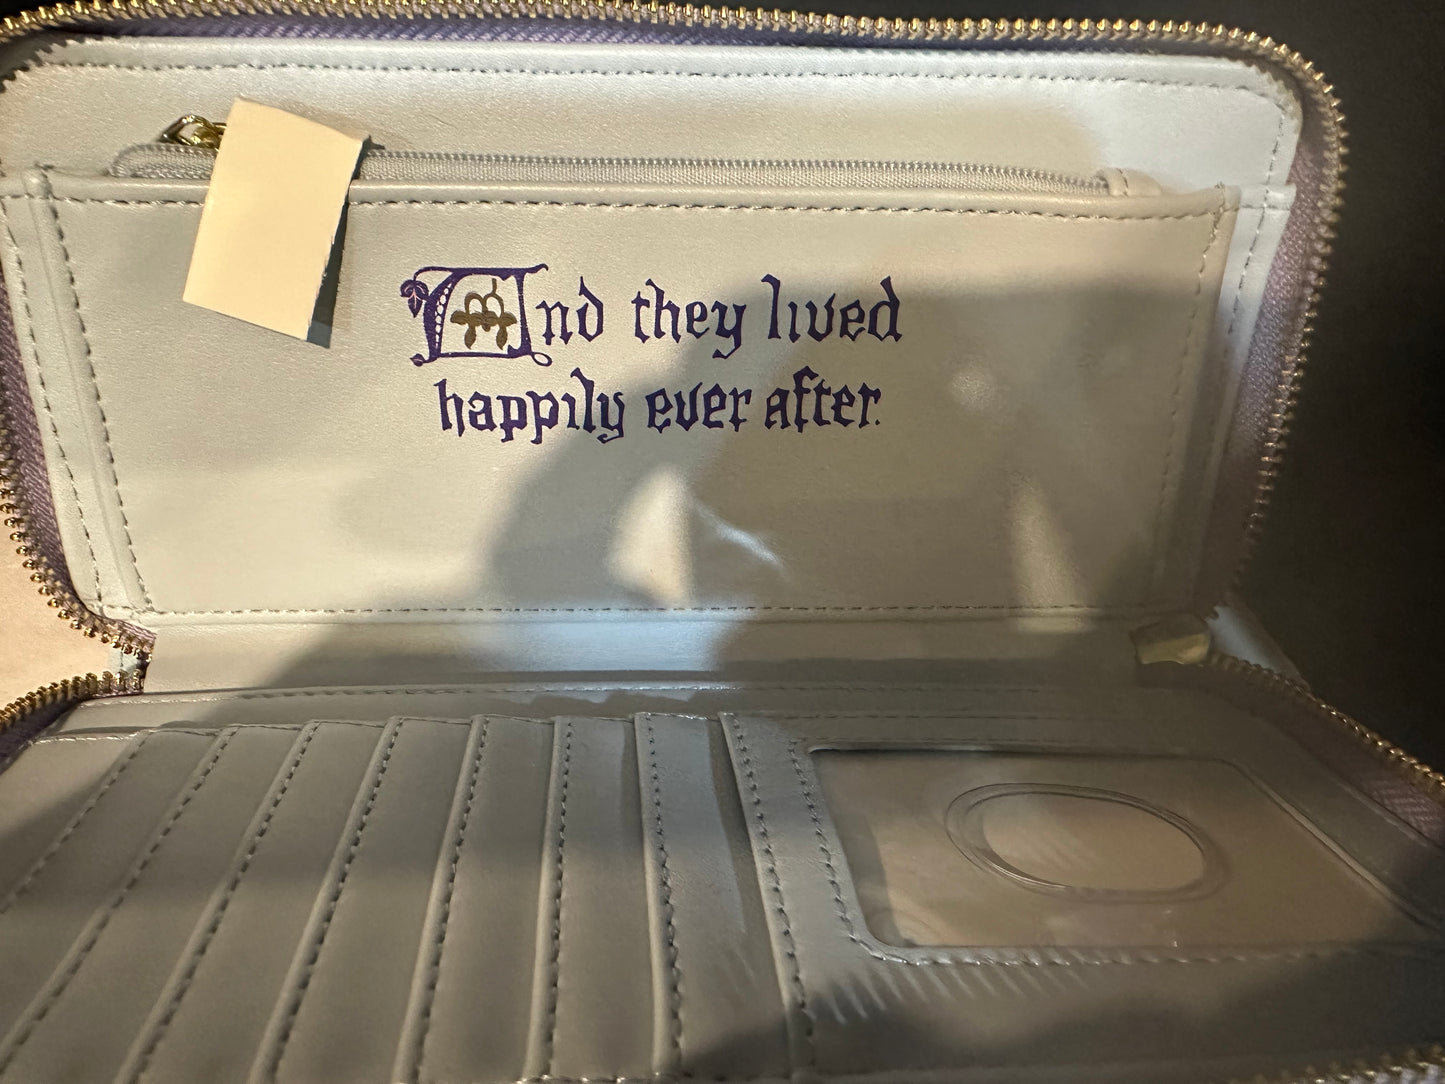 And they lived
happily ever after.